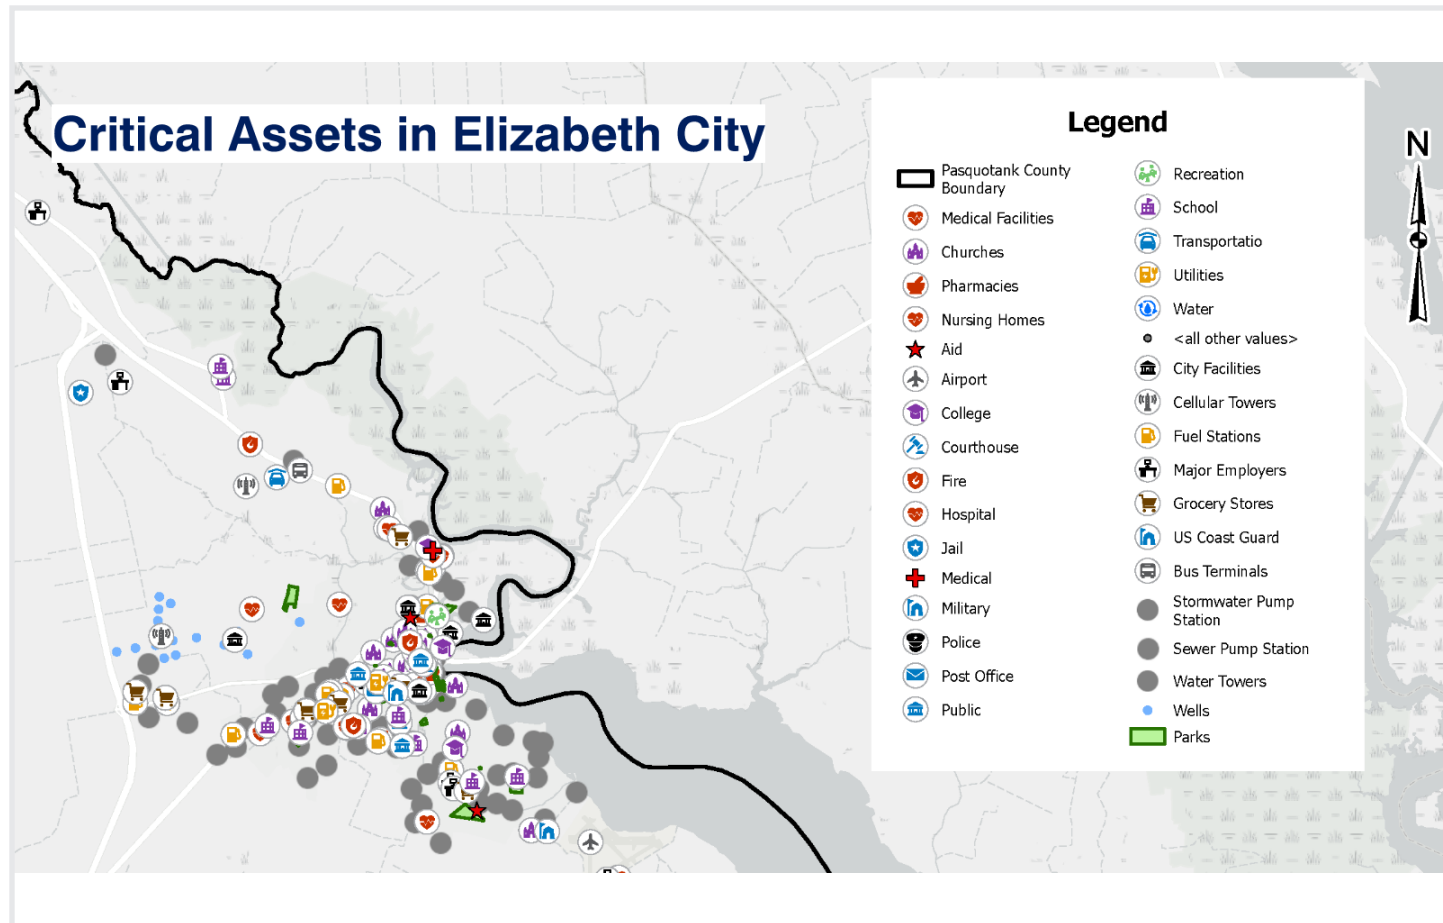 Critical Assets in Elizabeth City
Legend
Pasquotank County
Boundary
Medical Facilities
Churches
Pharmacies
Nursing Homes
Aid
Airport
College
Courthouse
Fire
Hospital
Jail
Medical
Military
Police
Post Office
Public
Recreation
School
Transportatio
Utilities
Water
<all other values>
City Facilities
Cellular Towers
Fuel Stations
Major Employers
Grocery Stores
US Coast Guard
Bus Terminals
Stormwater Pump
Station
Sewer Pump Station
Water Towers
Wells
Parks
N